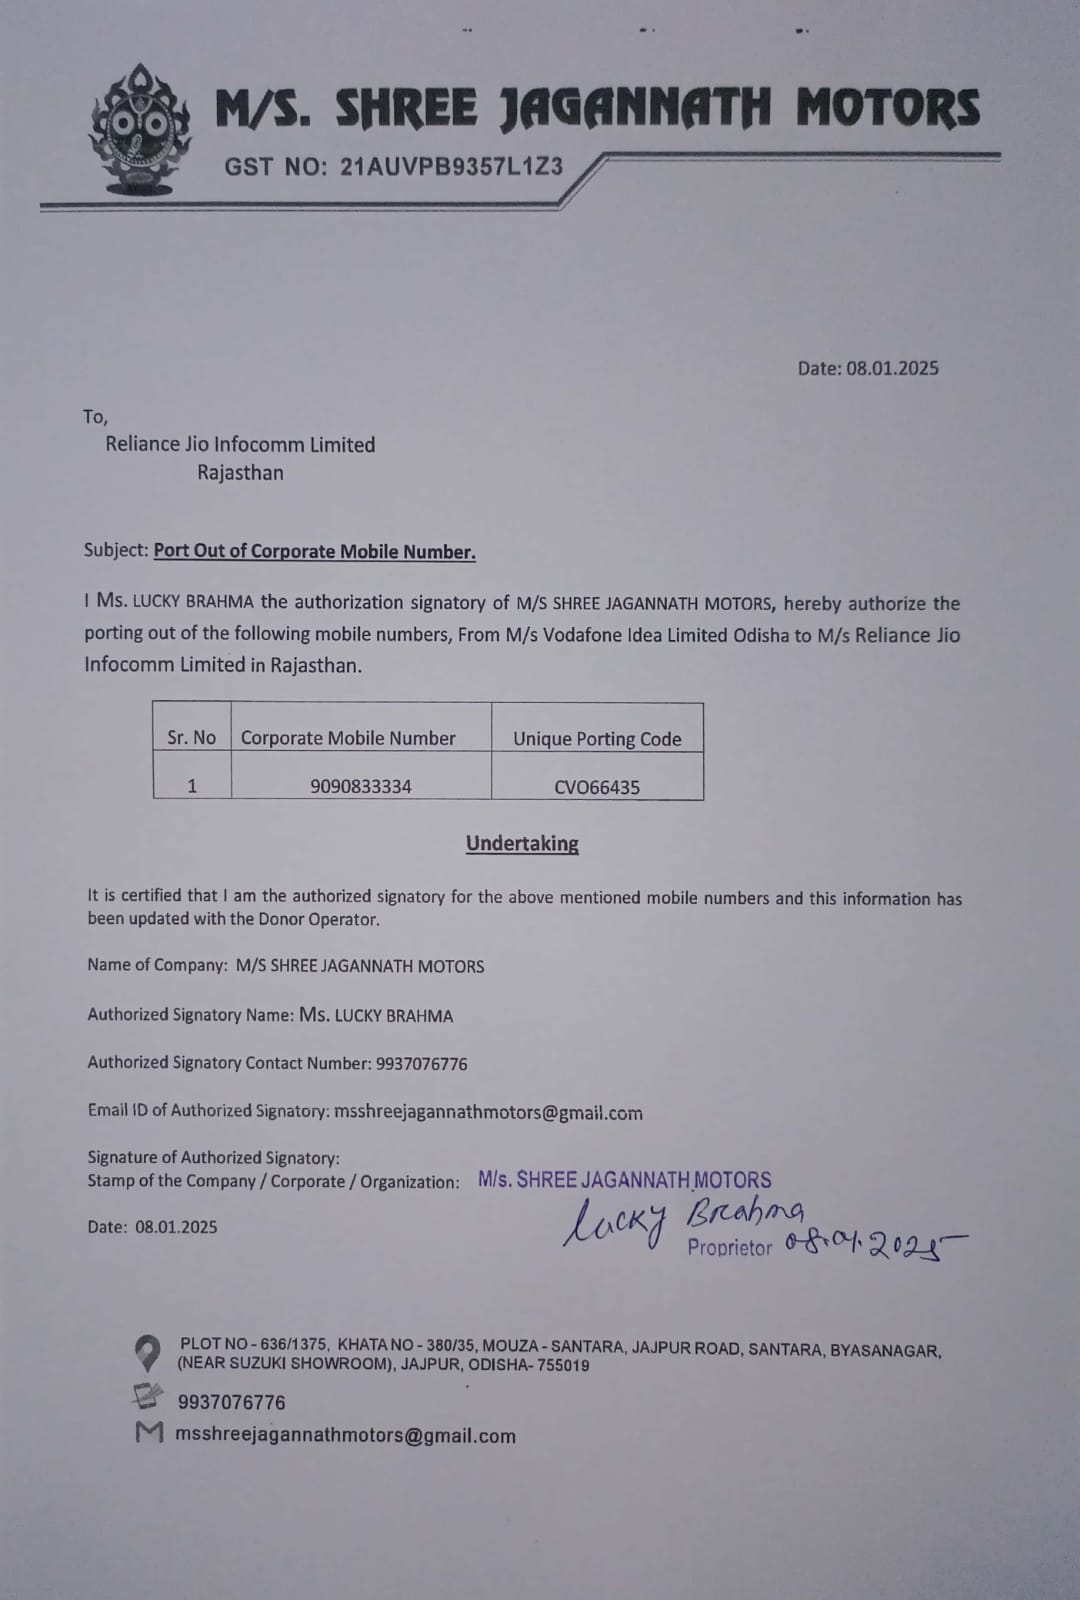 M/S. SHREE JAGANNATH MOTORS
GST NO: 21AUVPB9357L1Z3
Date: 08.01.2025
To,
Reliance Jio Infocomm Limited
Rajasthan
Subject: Port Out of Corporate Mobile Number.
I Ms. LUCKY BRAHMA the authorization signatory of M/S SHREE JAGANNATH MOTORS, hereby authorize the
porting out of the following mobile numbers, From M/s Vodafone Idea Limited Odisha to M/s Reliance Jio
Infocomm Limited in Rajasthan.
Sr. No Corporate Mobile Number Unique Porting Code
1 9090833334 CVO66435
Undertaking
It is certified that I am the authorized signatory for the above mentioned mobile numbers and this information has
been updated with the Donor Operator.
Name of Company: M/S SHREE JAGANNATH MOTORS
Authorized Signatory Name: Ms. LUCKY BRAHMA
Authorized Signatory Contact Number: 9937076776
Email ID of Authorized Signatory: msshreejagannathmotors@gmail.com
Signature of Authorized Signatory:
Stamp of the Company / Corporate / Organization: M/s. SHREE JAGANNATH MOTORS
Lucky Brahma
Date: 08.01.2025
Proprietor 08.01.2025
PLOT NO - 636/1375, KHATA NO - 380/35, MOUZA - SANTARA, JAJPUR ROAD, SANTARA, BYASANAGAR,
(NEAR SUZUKI SHOWROOM), JAJPUR, ODISHA- 755019
9937076776
msshreejagannathmotors@gmail.com